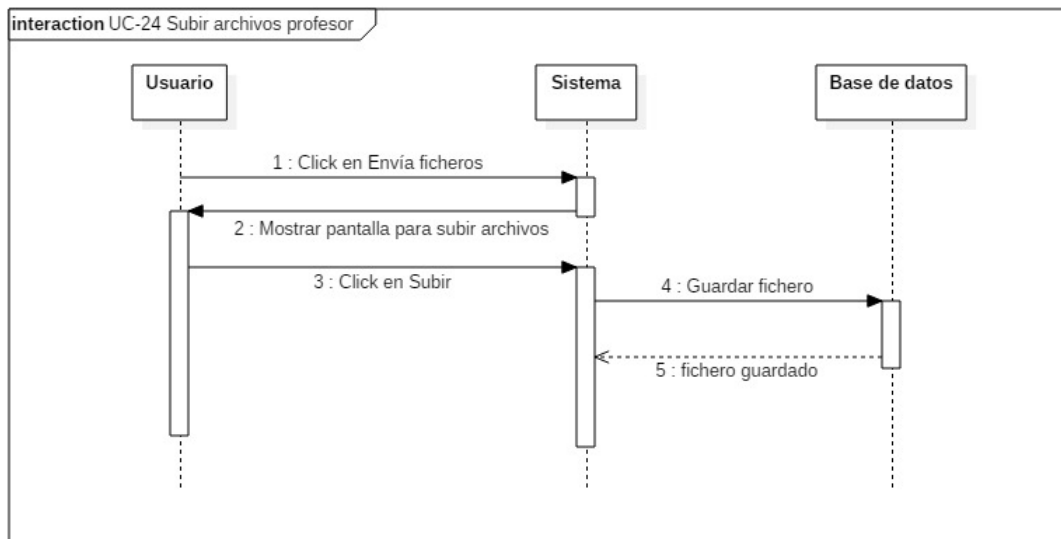 interaction UC-24 Subir archivos profesor
Usuario
Sistema
Base de datos
1 : Click en Envía ficheros
2 : Mostrar pantalla para subir archivos
3 : Click en Subir
4 : Guardar fichero
5 : fichero guardado